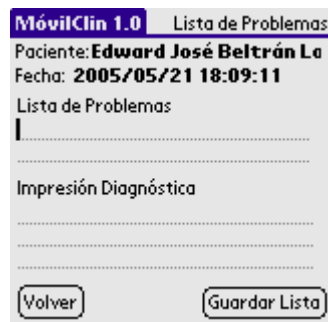 MóvilClin 1.0 Lista de Problemas
Paciente: Edward José Beltrán La
Fecha: 2005/05/21 18:09:11
Lista de Problemas
Impresión Diagnóstica
Volver Guardar Lista